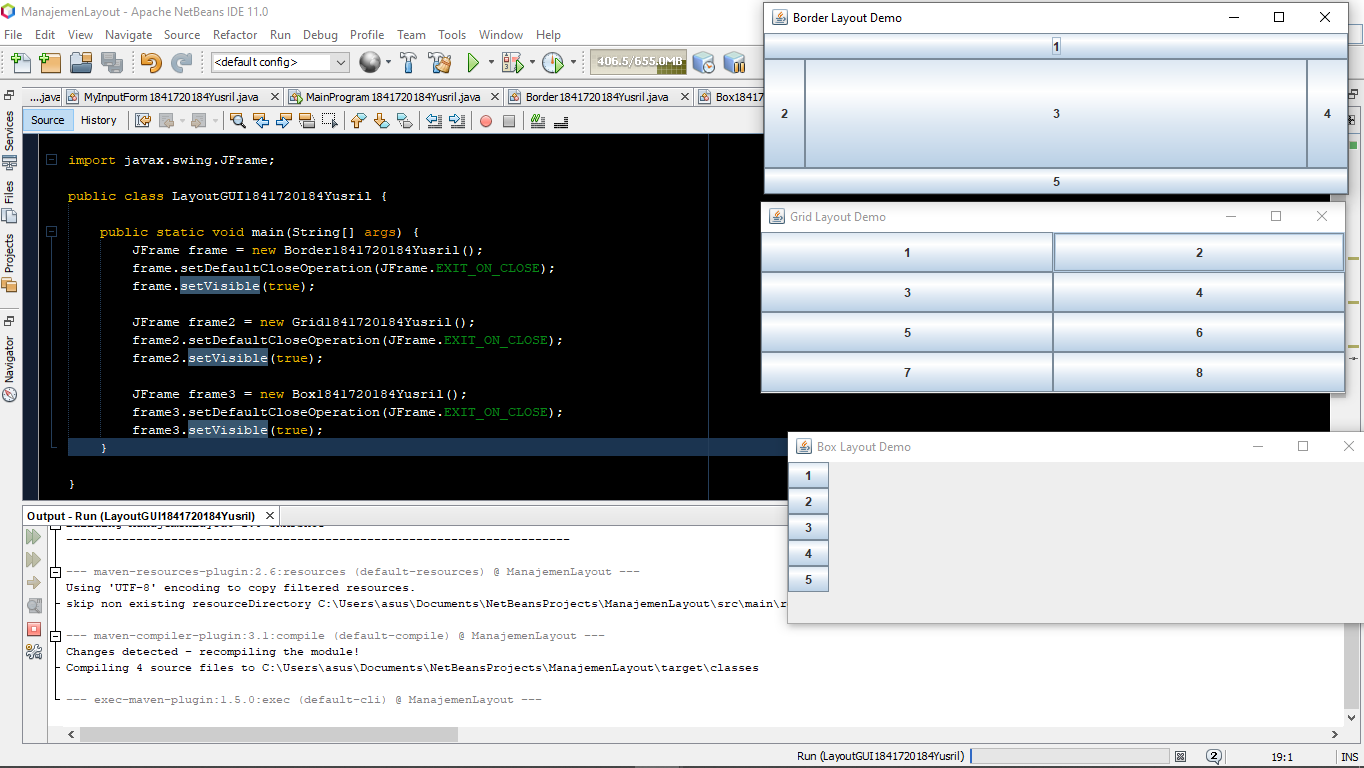 ManajemenLayout - Apache NetBeans IDE 11.0
File Edit View Navigate Source Refactor Run Debug Profile Team Tools Window Help
<default config>
406.5/655.0MB
....java
MyInputForm1841720184Yusril.java
MainProgram1841720184Yusril.java
Border1841720184Yusril.java
Box18417
Source History
Services
Files
Projects
Navigator
import javax.swing.JFrame;
public class LayoutGUI1841720184Yusril {
public static void main(String[] args) {
JFrame frame = new Border1841720184Yusril();
frame.setDefaultCloseOperation(JFrame.EXIT_ON_CLOSE);
frame.setVisible(true);
JFrame frame2 = new Grid1841720184Yusril();
frame2.setDefaultCloseOperation(JFrame.EXIT_ON_CLOSE);
frame2.setVisible(true);
JFrame frame3 = new Box1841720184Yusril();
frame3.setDefaultCloseOperation(JFrame.EXIT_ON_CLOSE);
frame3.setVisible(true);
}
}
Border Layout Demo
1
2 3 4
5
Grid Layout Demo
1 2
3 4
5 6
7 8
Box Layout Demo
1
2
3
4
5
Output - Run (LayoutGUI1841720184Yusril)
------------------------------------------------------------------------
--- maven-resources-plugin:2.6:resources (default-resources) @ ManajemenLayout ---
Using 'UTF-8' encoding to copy filtered resources.
skip non existing resourceDirectory C:\Users\asus\Documents\NetBeansProjects\ManajemenLayout\src\main\r
--- maven-compiler-plugin:3.1:compile (default-compile) @ ManajemenLayout ---
Changes detected - recompiling the module!
Compiling 4 source files to C:\Users\asus\Documents\NetBeansProjects\ManajemenLayout\target\classes
--- exec-maven-plugin:1.5.0:exec (default-cli) @ ManajemenLayout ---
Run (LayoutGUI1841720184Yusril)
2
19:1
INS